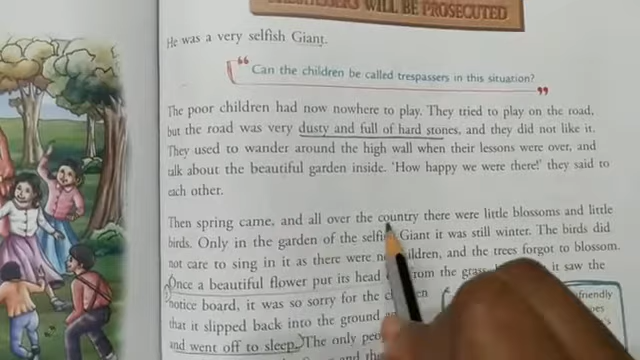 WILL BE PROSECUTED
He was a very selfish Giant.
“Can the children be called trespassers in this situation?”
The poor children had now nowhere to play. They tried to play on the road,
but the road was very dusty and full of hard stones, and they did not like it.
They used to wander around the high wall when their lessons were over, and
talk about the beautiful garden inside. ‘How happy we were there!’ they said to
each other.
Then spring came, and all over the country there were little blossoms and little
birds. Only in the garden of the selfish Giant it was still winter. The birds did
not care to sing in it as there were no children, and the trees forgot to blossom.
Once a beautiful flower put its head from the grass it saw the
notice board, it was so sorry for the
that it slipped back into the ground
and went off to sleep. The only
friendly